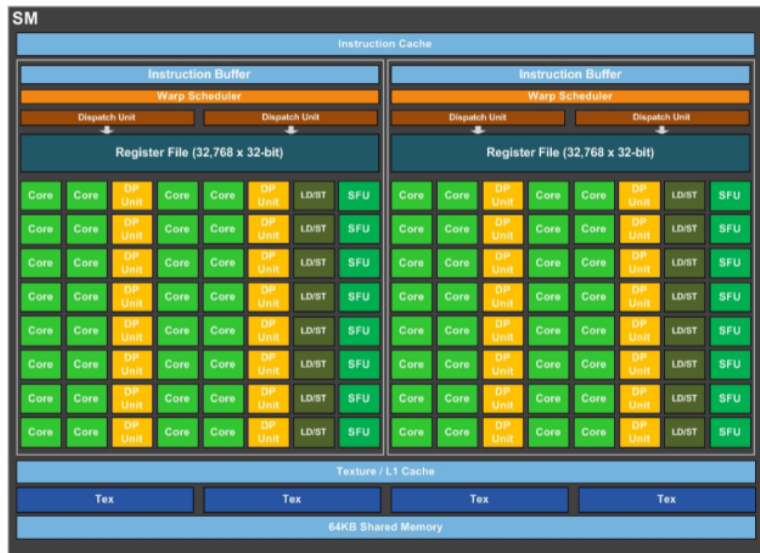 SM
Instruction Cache
Instruction Buffer Instruction Buffer
Warp Scheduler Warp Scheduler
Dispatch Unit Dispatch Unit Dispatch Unit Dispatch Unit
Register File (32,768 x 32-bit) Register File (32,768 x 32-bit)
Core Core DP Unit Core Core DP Unit LD/ST SFU Core Core DP Unit Core Core DP Unit LD/ST SFU
Core Core DP Unit Core Core DP Unit LD/ST SFU Core Core DP Unit Core Core DP Unit LD/ST SFU
Core Core DP Unit Core Core DP Unit LD/ST SFU Core Core DP Unit Core Core DP Unit LD/ST SFU
Core Core DP Unit Core Core DP Unit LD/ST SFU Core Core DP Unit Core Core DP Unit LD/ST SFU
Core Core DP Unit Core Core DP Unit LD/ST SFU Core Core DP Unit Core Core DP Unit LD/ST SFU
Core Core DP Unit Core Core DP Unit LD/ST SFU Core Core DP Unit Core Core DP Unit LD/ST SFU
Core Core DP Unit Core Core DP Unit LD/ST SFU Core Core DP Unit Core Core DP Unit LD/ST SFU
Core Core DP Unit Core Core DP Unit LD/ST SFU Core Core DP Unit Core Core DP Unit LD/ST SFU
Texture / L1 Cache
Tex Tex Tex Tex
64KB Shared Memory